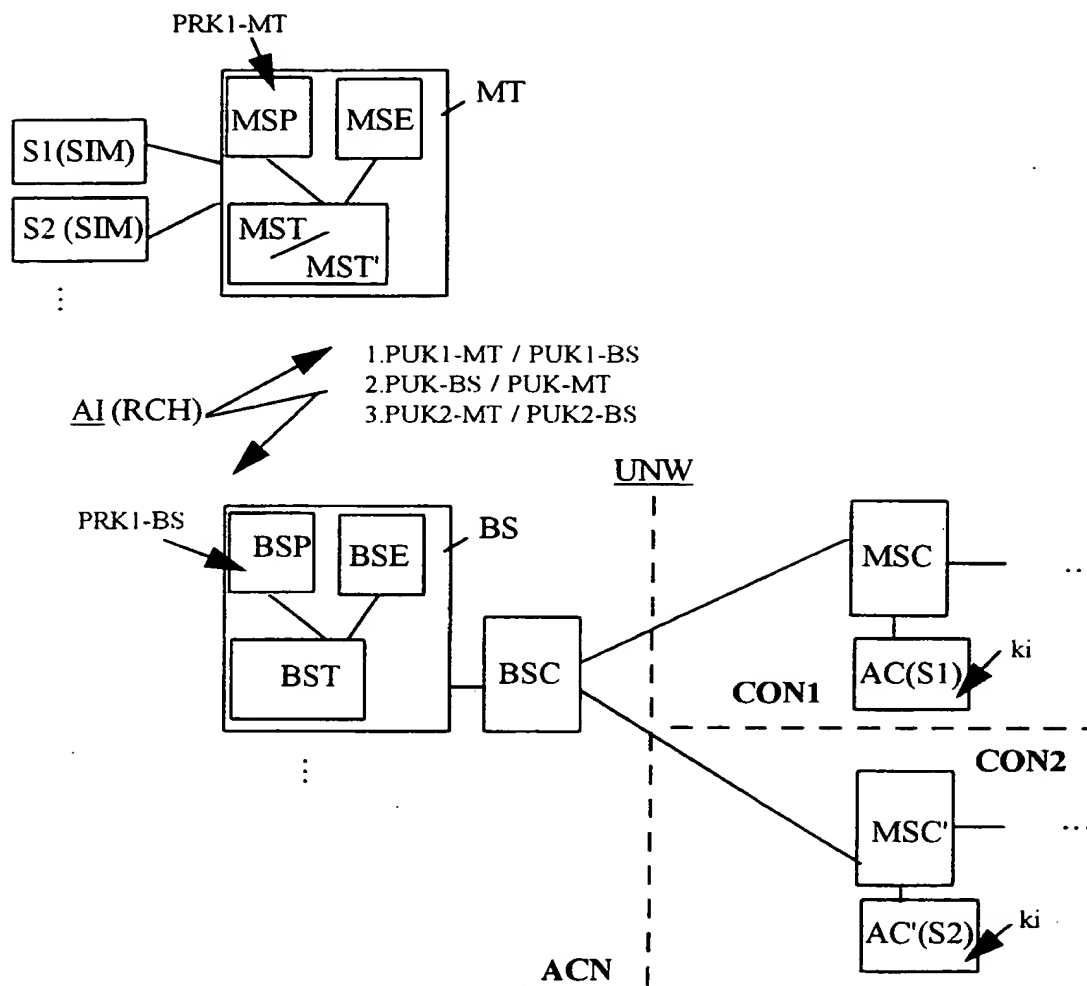 PRK1-MT
MT
MSP
MSE
S1(SIM)
S2 (SIM)
MST
MST'
⋮
1.PUK1-MT / PUK1-BS
2.PUK-BS / PUK-MT
3.PUK2-MT / PUK2-BS
AI (RCH)
UNW
PRK1-BS
BS
BSP
BSE
MSC
...
BST
BSC
ki
AC(S1)
CON1
⋮
CON2
MSC'
...
ki
AC'(S2)
ACN